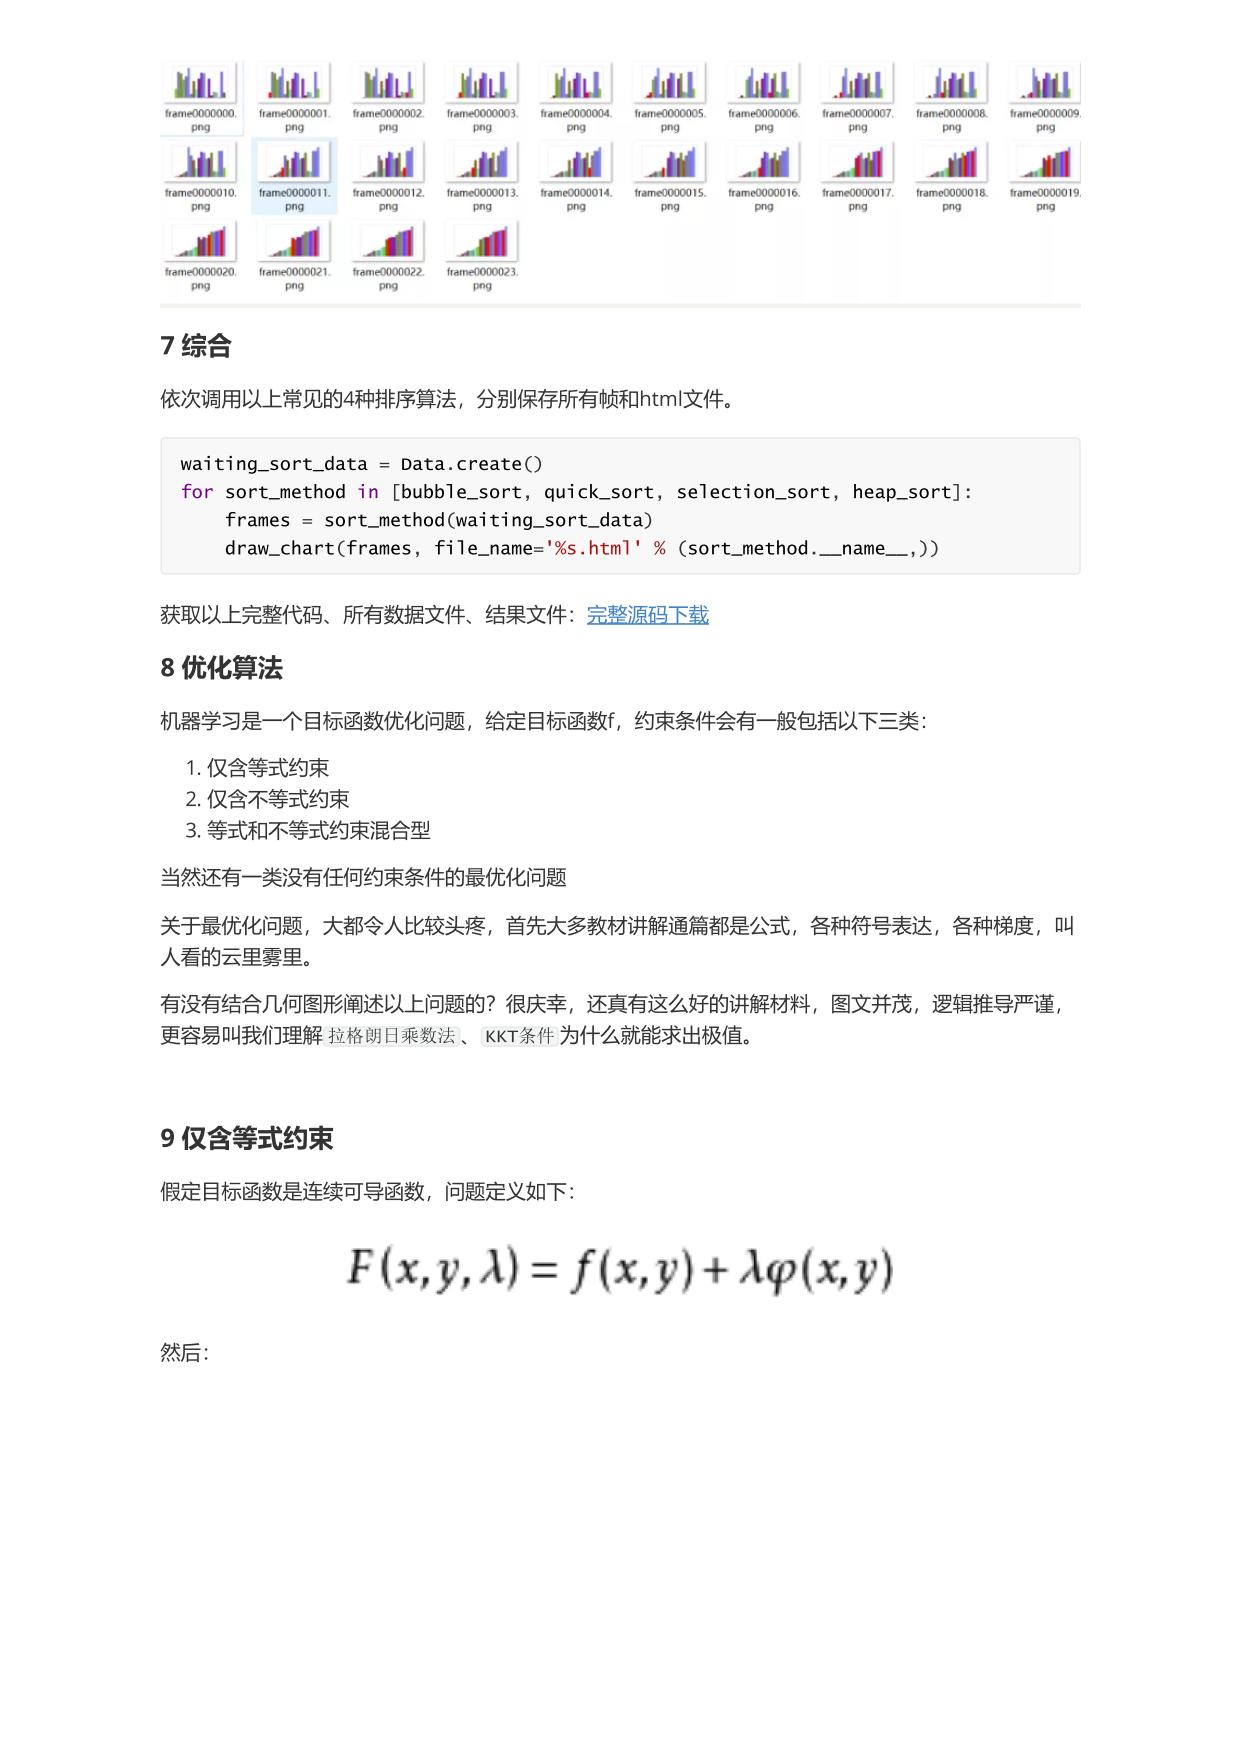 frame0000000. frame0000001. frame0000002. frame0000003. frame0000004. frame0000005. frame0000006. frame0000007. frame0000008. frame0000009.
png png png png png png png png png png
frame0000010. frame0000011. frame0000012. frame0000013. frame0000014. frame0000015. frame0000016. frame0000017. frame0000018. frame0000019.
png png png png png png png png png png
frame0000020. frame0000021. frame0000022. frame0000023.
png png png png
7 综合
依次调用以上常见的4种排序算法，分别保存所有帧和html文件。
waiting_sort_data = Data.create()
for sort_method in [bubble_sort, quick_sort, selection_sort, heap_sort]:
    frames = sort_method(waiting_sort_data)
    draw_chart(frames, file_name='%s.html' % (sort_method.__name__,))
获取以上完整代码、所有数据文件、结果文件：完整源码下载
8 优化算法
机器学习是一个目标函数优化问题，给定目标函数f，约束条件会有一般包括以下三类：
1. 仅含等式约束
2. 仅含不等式约束
3. 等式和不等式约束混合型
当然还有一类没有任何约束条件的最优化问题
关于最优化问题，大都令人比较头疼，首先大多教材讲解通篇都是公式，各种符号表达，各种梯度，叫
人看的云里雾里。
有没有结合几何图形阐述以上问题的？很庆幸，还真有这么好的讲解材料，图文并茂，逻辑推导严谨，
更容易叫我们理解拉格朗日乘数法、KKT条件为什么就能求出极值。
9 仅含等式约束
假定目标函数是连续可导函数，问题定义如下：
F(x,y,λ)=f(x,y)+λφ(x,y)
然后：